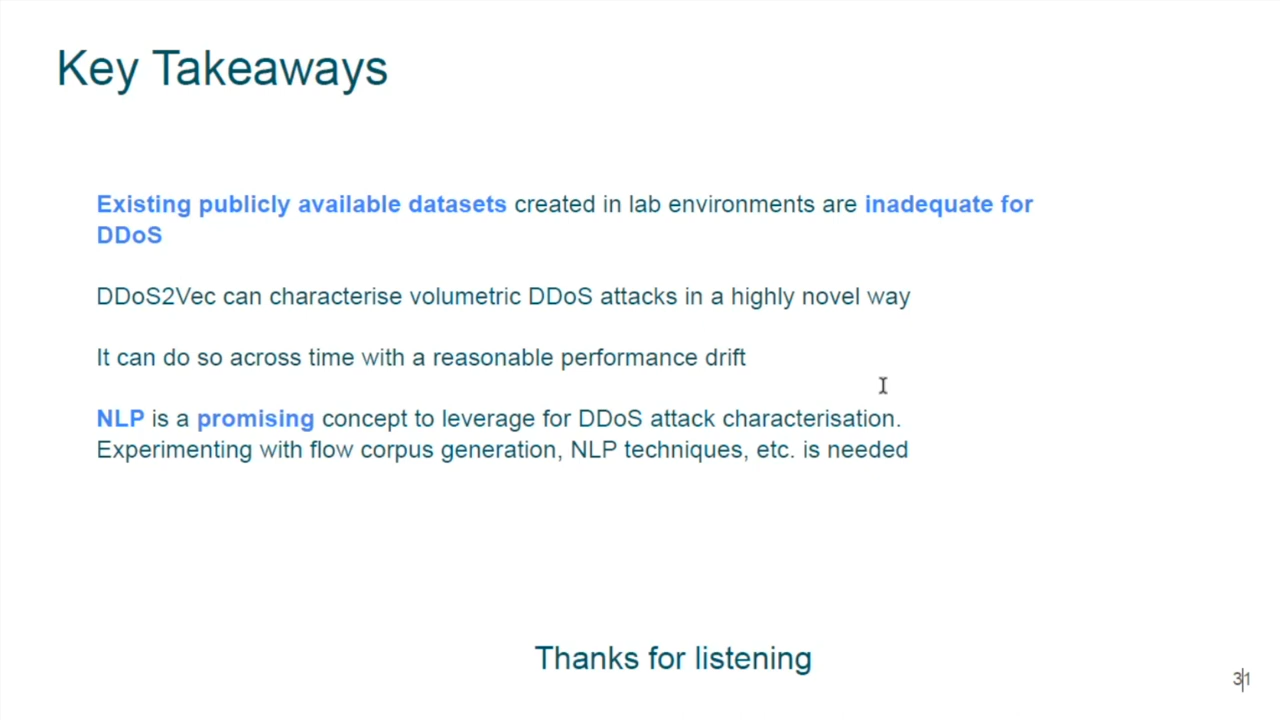 Key Takeaways
Existing publicly available datasets created in lab environments are inadequate for
DDoS
DDoS2Vec can characterise volumetric DDoS attacks in a highly novel way
It can do so across time with a reasonable performance drift
NLP is a promising concept to leverage for DDoS attack characterisation.
Experimenting with flow corpus generation, NLP techniques, etc. is needed
Thanks for listening
31